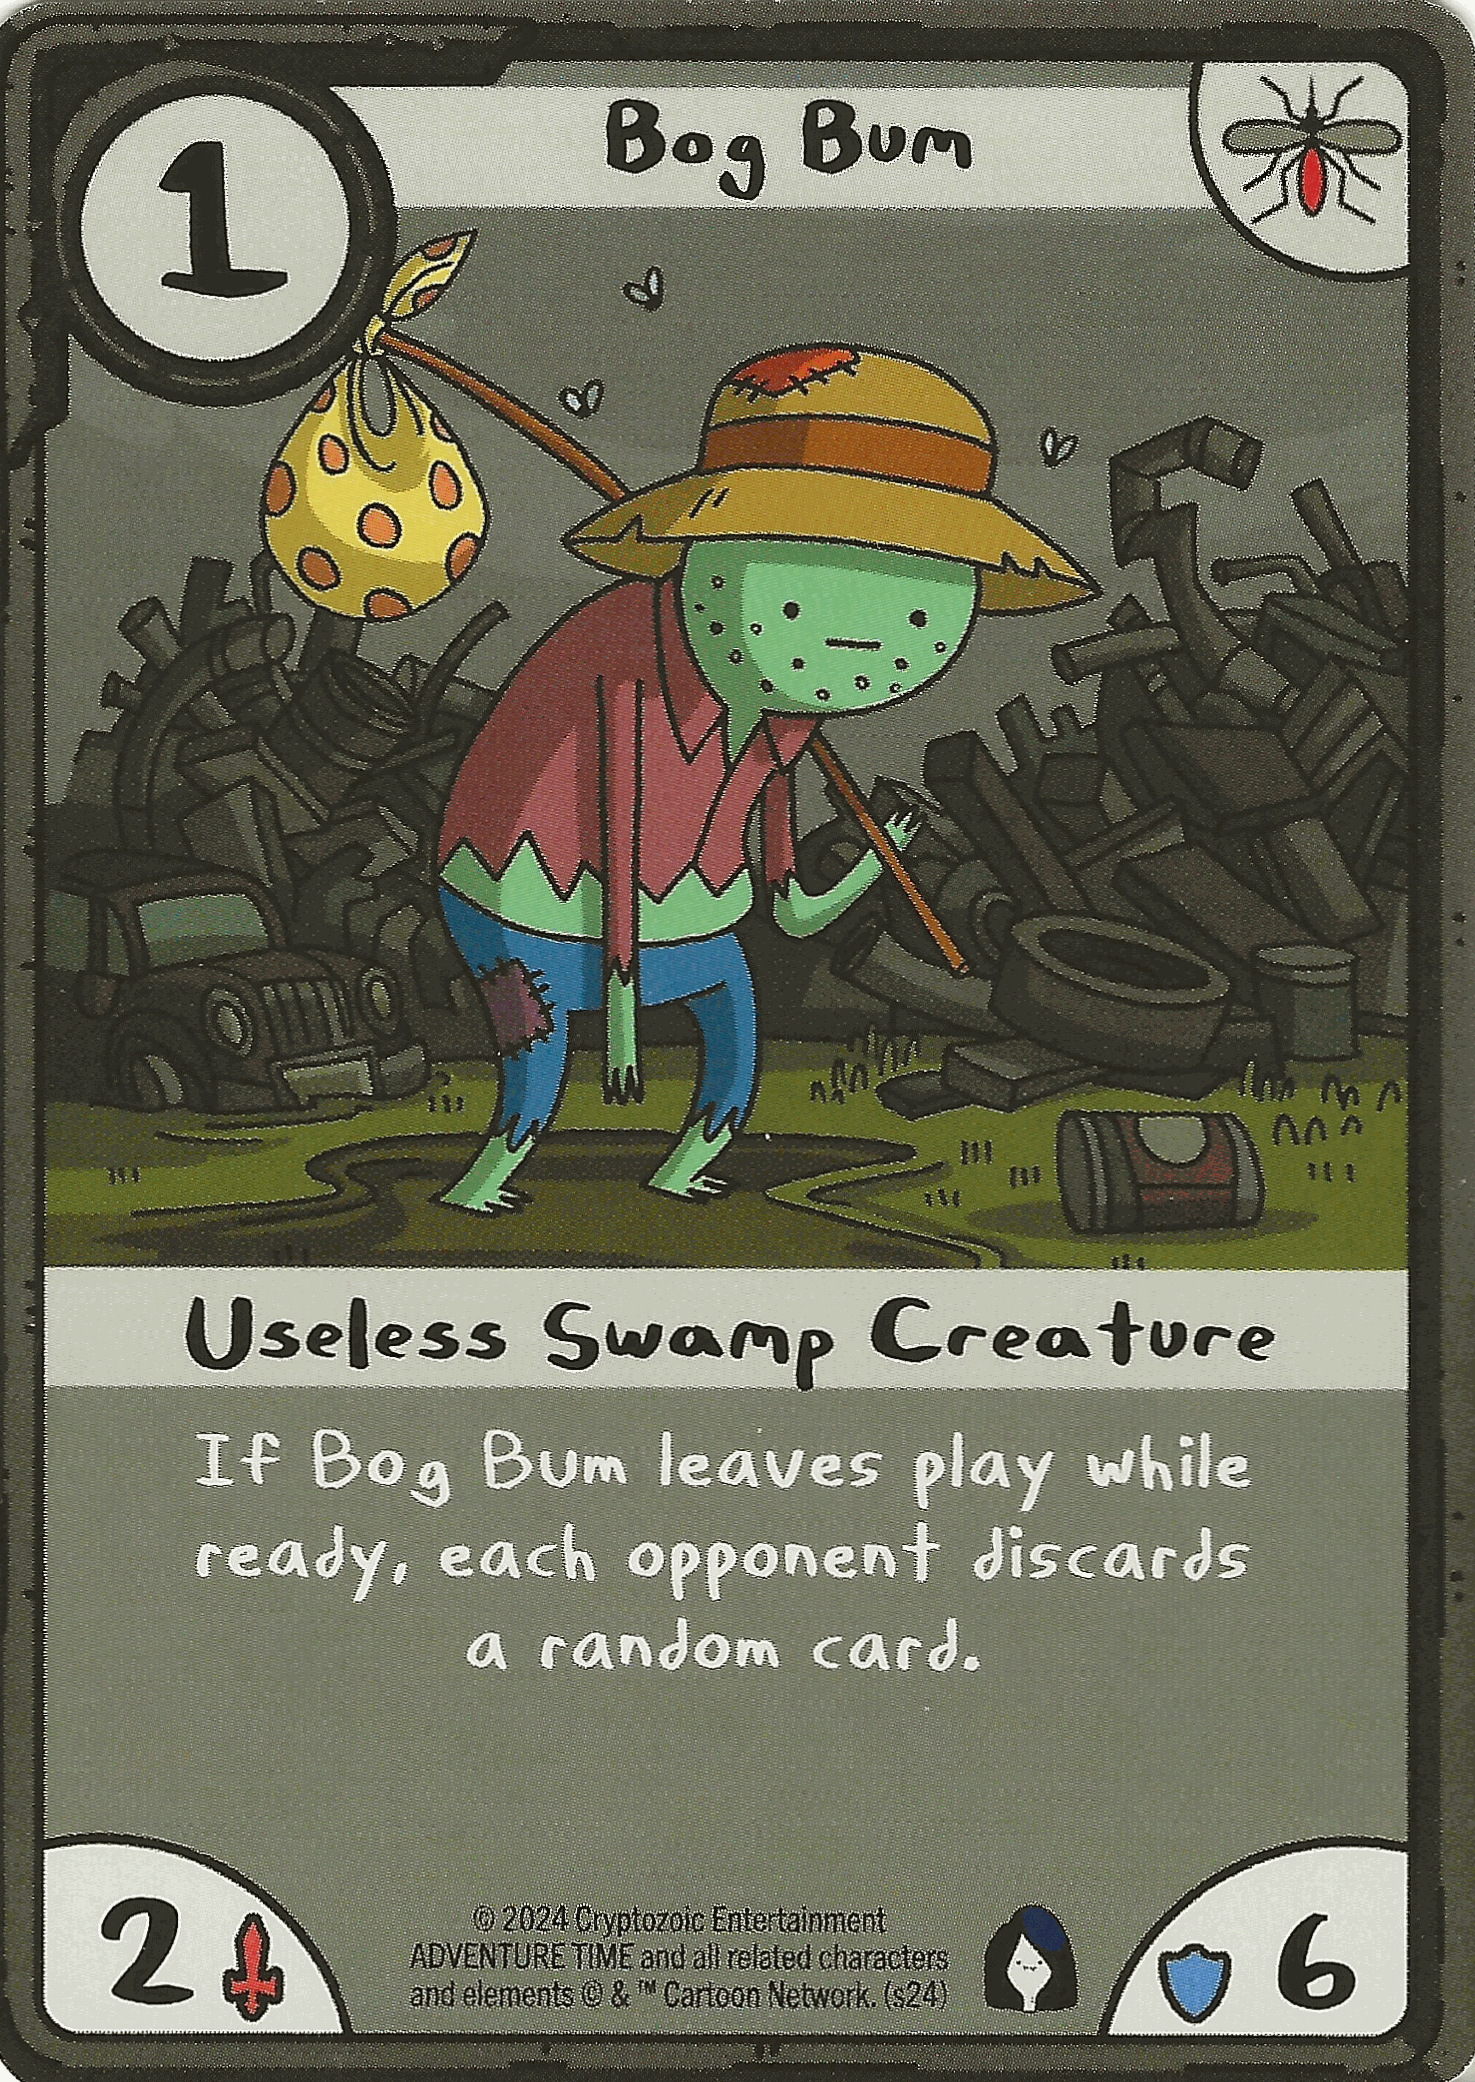 1
Bog Bum
Useless Swamp Creature
If Bog Bum leaves play while
ready, each opponent discards
a random card.
2
© 2024 Cryptozoic Entertainment
ADVENTURE TIME and all related characters
and elements © & ™ Cartoon Network. (s24)
6